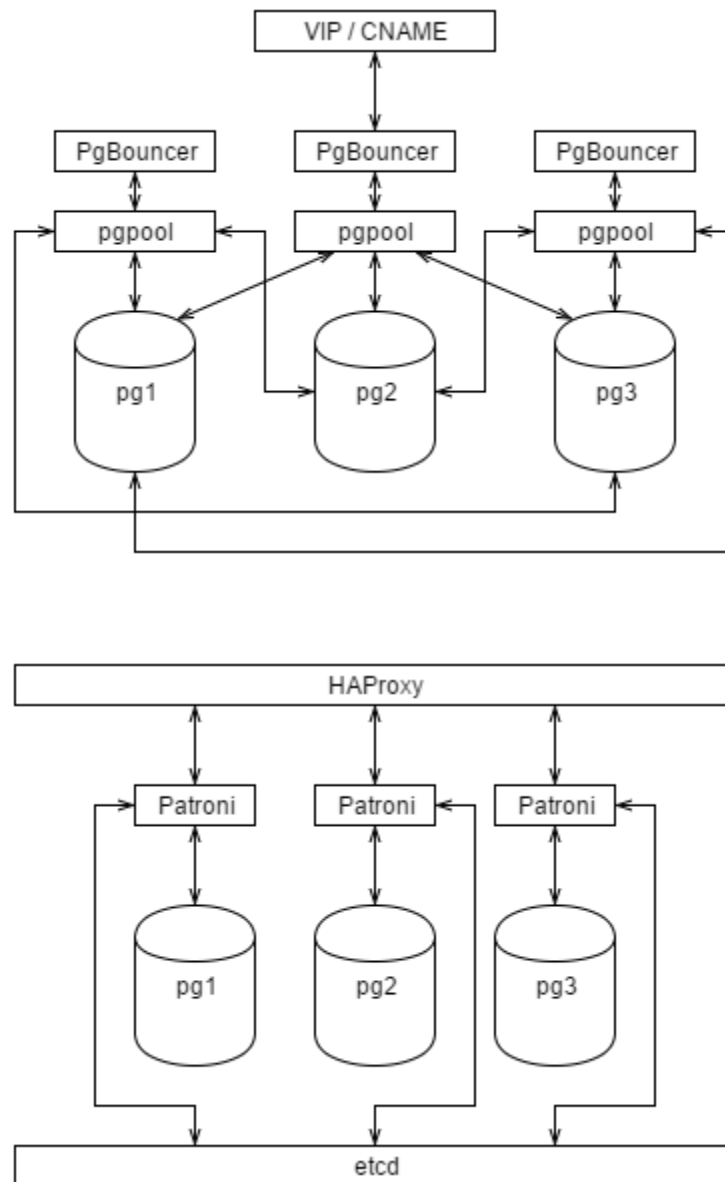 VIP / CNAME
PgBouncer
PgBouncer
PgBouncer
pgpool
pgpool
pgpool
pg1
pg2
pg3
HAProxy
Patroni
Patroni
Patroni
pg1
pg2
pg3
etcd